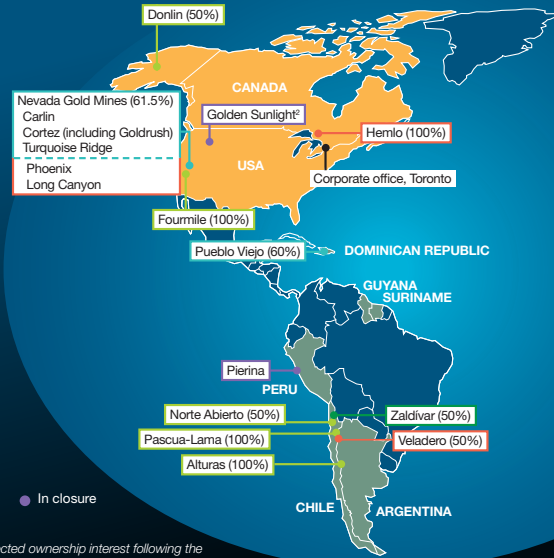 Donlin (50%)
CANADA
Nevada Gold Mines (61.5%)
Carlin
Cortez (including Goldrush)
Turquoise Ridge
Phoenix
Long Canyon
Golden Sunlight²
Hemlo (100%)
USA
Corporate office, Toronto
Fourmile (100%)
Pueblo Viejo (60%)
DOMINICAN REPUBLIC
GUYANA
SURINAME
Pierina
PERU
Norte Abierto (50%)
Zaldívar (50%)
Pascua-Lama (100%)
Veladero (50%)
Alturas (100%)
In closure
CHILE
ARGENTINA
cted ownership interest following the